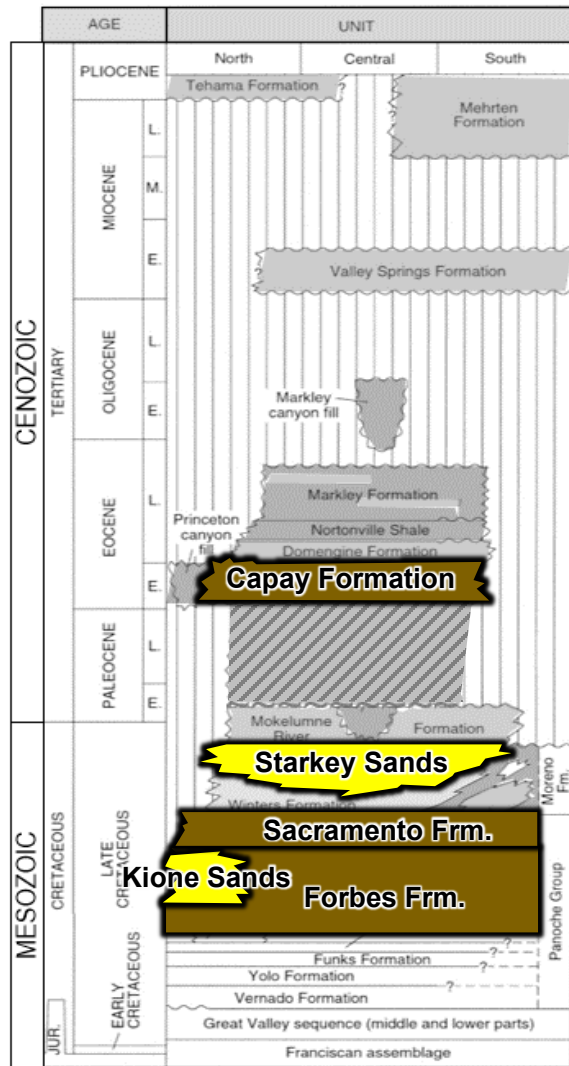 AGE
UNIT
North
Central
South
PLIOCENE
Tehama Formation
?
?
Mehrten
Formation
CENOZOIC
TERTIARY
MIOCENE
L.
M.
E.
?
Valley Springs Formation
OLIGOCENE
L.
E.
Markley
canyon fill
EOCENE
L.
E.
Markley Formation
Princeton
canyon
fill
Nortonville Shale
Domengine Formation
Capay Formation
PALEOCENE
L.
E.
Mokelumne
River
Formation
MESOZOIC
CRETACEOUS
LATE
CRETACEOUS
Starkey Sands
Moreno
Fm.
Winters Formation
Sacramento Frm.
Kione Sands
Forbes Frm.
Panoche Group
?
Funks Formation
?
Yolo Formation
?
Vernado Formation
EARLY
CRETACEOUS
JUR.
Great Valley sequence (middle and lower parts)
Franciscan assemblage